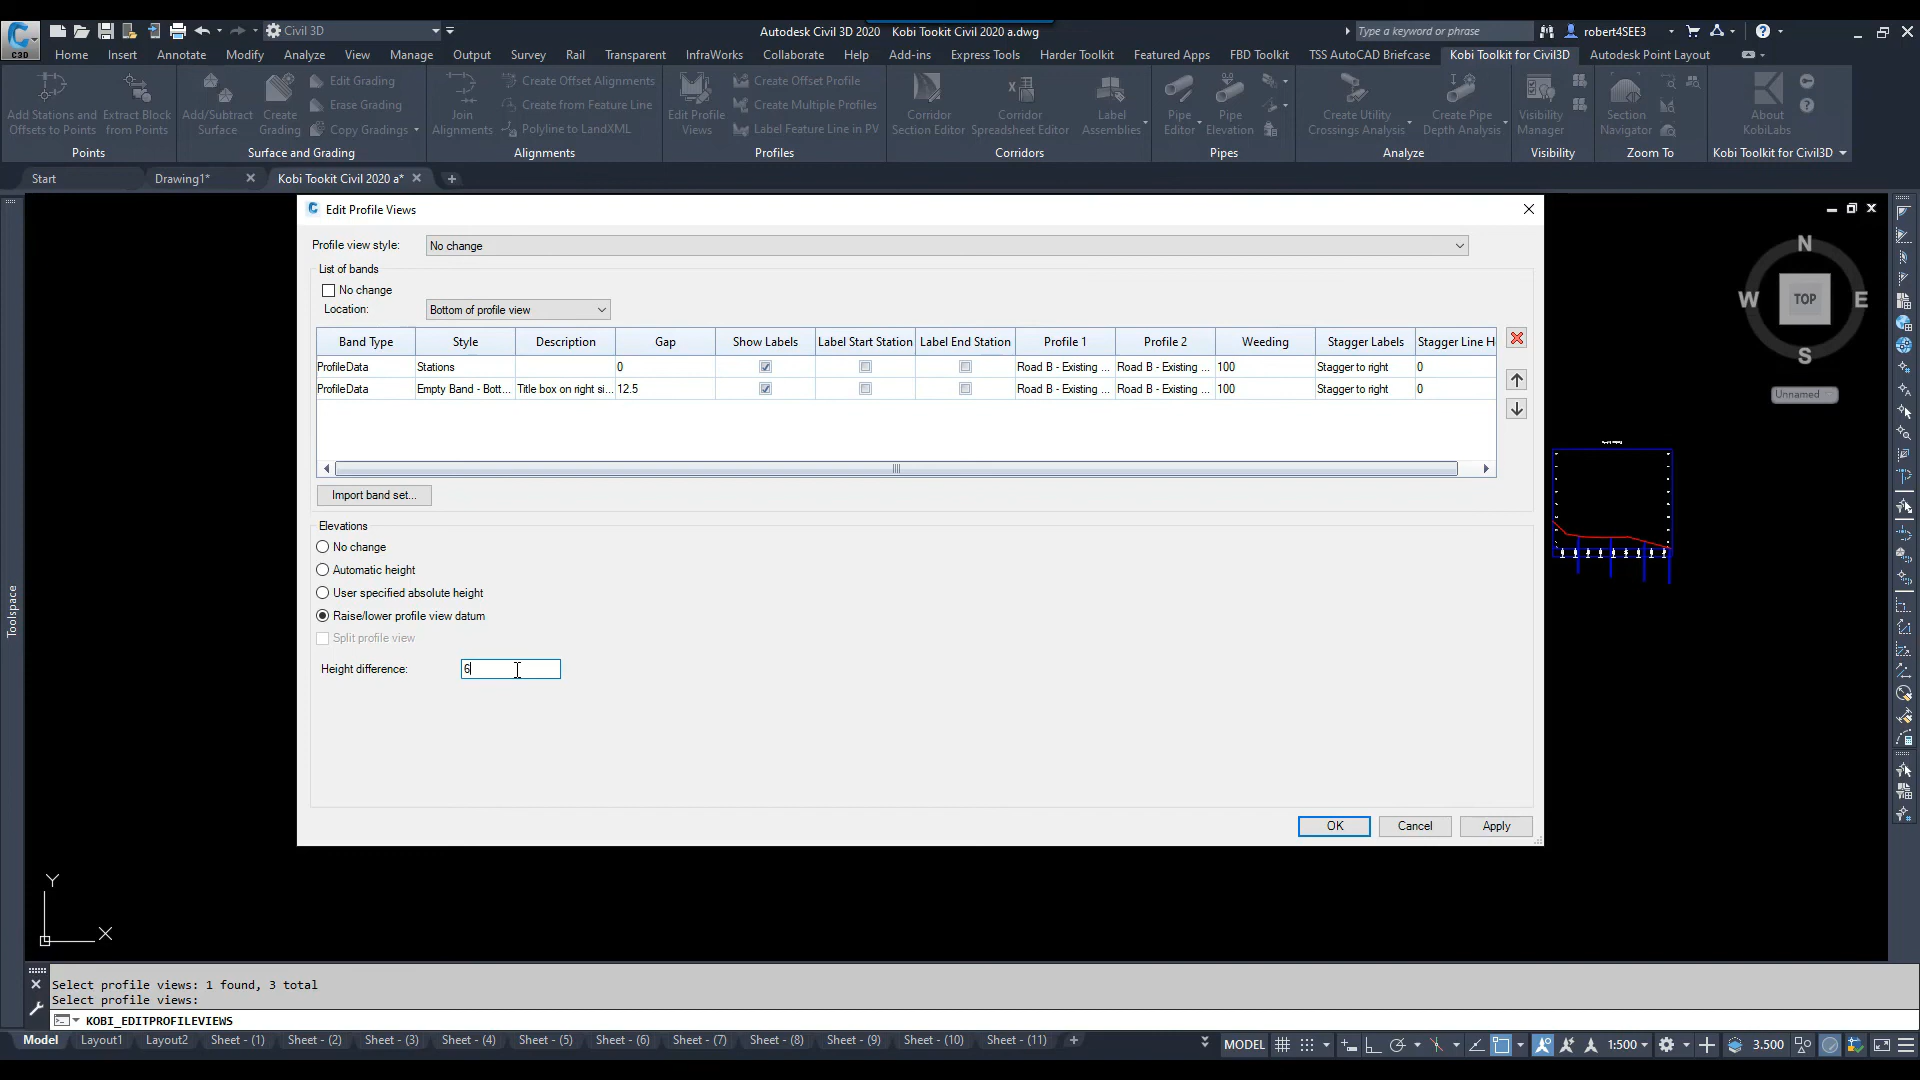 C3D
Civil 3D
Autodesk Civil 3D 2020 Kobi Tookit Civil 2020 a.dwg
Type a keyword or phrase
robert4SEE3
Home Insert Annotate Modify Analyze View Manage Output Survey Rail Transparent InfraWorks Collaborate Help Add-ins Express Tools Harder Toolkit Featured Apps FBD Toolkit TSS AutoCAD Briefcase Kobi Toolkit for Civil3D Autodesk Point Layout
Add Stations and Offsets to Points
Extract Block from Points
Points
Add/Subtract Surface
Create Grading
Edit Grading
Erase Grading
Copy Gradings
Surface and Grading
Join Alignments
Create Offset Alignments
Create from Feature Line
Polyline to LandXML
Alignments
Edit Profile Views
Create Offset Profile
Create Multiple Profiles
Label Feature Line in PV
Profiles
Corridor Section Editor
Corridor Spreadsheet Editor
Label Assemblies
Corridors
Pipe Editor
Pipe Elevation
Pipes
Create Utility Crossings Analysis
Create Pipe Depth Analysis
Analyze
Visibility Manager
Visibility
Section Navigator
Zoom To
About KobiLabs
Kobi Toolkit for Civil3D
Start Drawing1* Kobi Tookit Civil 2020 a*
Toolspace
Edit Profile Views
Profile view style: No change
List of bands
No change
Location: Bottom of profile view
Band Type Style Description Gap Show Labels Label Start Station Label End Station Profile 1 Profile 2 Weeding Stagger Labels Stagger Line H
ProfileData Stations 0 Road B - Existing ... Road B - Existing ... 100 Stagger to right 0
ProfileData Empty Band - Bott... Title box on right si... 12.5 Road B - Existing ... Road B - Existing ... 100 Stagger to right 0
Import band set...
Elevations
No change
Automatic height
User specified absolute height
Raise/lower profile view datum
Split profile view
Height difference: 6
OK Cancel Apply
N
W TOP E
S
Unnamed
Y
X
Select profile views: 1 found, 3 total
Select profile views:
KOBI_EDITPROFILEVIEWS
Model Layout1 Layout2 Sheet - (1) Sheet - (2) Sheet - (3) Sheet - (4) Sheet - (5) Sheet - (6) Sheet - (7) Sheet - (8) Sheet - (9) Sheet - (10) Sheet - (11)
MODEL 1:500 3.500